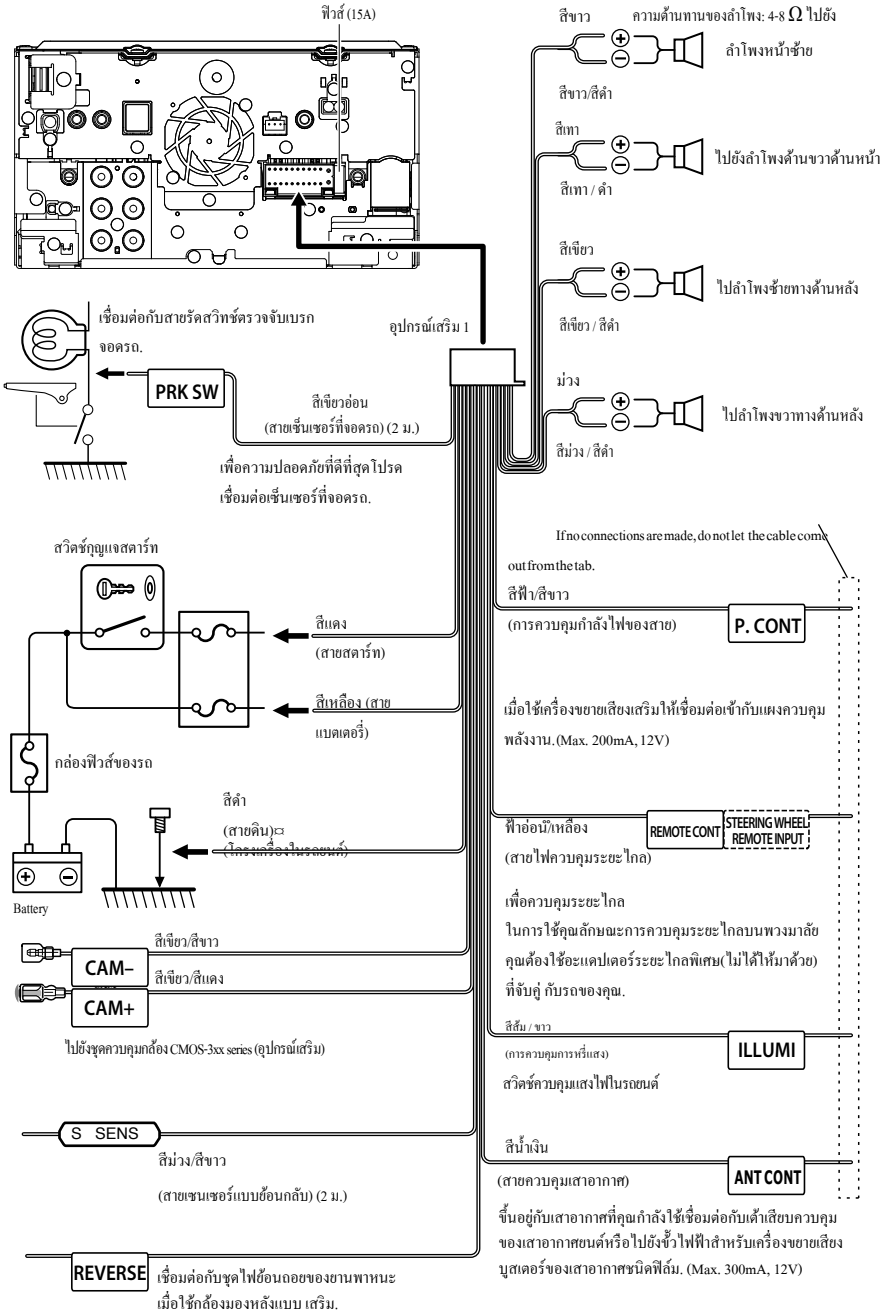 ฟิวส์ (15A)
สีขาว
ความต้านทานของลำโพง: 4-8 Ω ไปยัง
ลำโพงหน้าซ้าย
สีขาว/สีดำ
สีเทา
ไปยังลำโพงด้านขวาด้านหน้า
สีเทา / ดำ
สีเขียว
ไปลำโพงซ้ายทางด้านหลัง
สีเขียว / สีดำ
ม่วง
ไปลำโพงขวาทางด้านหลัง
สีม่วง / สีดำ
เชื่อมต่อกับสายรัดสวิทช์ตรวจจับเบรก
จอดรถ.
อุปกรณ์เสริม 1
PRK SW
สีเขียวอ่อน
(สายเซ็นเซอร์ที่จอดรถ) (2 ม.)
เพื่อความปลอดภัยที่ดีที่สุดโปรด
เชื่อมต่อเซ็นเซอร์ที่จอดรถ.
สวิตช์กุญแจสตาร์ท
สีแดง
(สายสตาร์ท)
สีเหลือง (สาย
แบตเตอรี่)
กล่องฟิวส์ของรถ
สีดำ
(สายดิน)¤
(โครงเครื่องในรถยนต์)
Battery
สีเขียว/สีขาว
CAM–
สีเขียว/สีแดง
CAM+
ไปยังชุดควบคุมกล้อง CMOS-3xx series (อุปกรณ์เสริม)
S SENS
สีม่วง/สีขาว
(สายเซนเซอร์แบบย้อนกลับ) (2 ม.)
REVERSE
เชื่อมต่อกับชุดไฟย้อนถอยของยานพาหนะ
เมื่อใช้กล้องมองหลังแบบ เสริม.
If no connections are made, do not let the cable come
out from the tab.
สีฟ้า/สีขาว
(การควบคุมกำลังไฟของสาย)
P. CONT
เมื่อใช้เครื่องขยายเสียงเสริมให้เชื่อมต่อเข้ากับแผงควบคุม
พลังงาน. (Max. 200mA, 12V)
ฟ้าอ่อน/เหลือง
REMOTE CONT
STEERING WHEEL
REMOTE INPUT
(สายไฟควบคุมระยะไกล)
เพื่อควบคุมระยะไกล
ในการใช้คุณลักษณะการควบคุมระยะไกลบนพวงมาลัย
คุณต้องใช้อะแดปเตอร์ระยะไกลพิเศษ(ไม่ได้ให้มาด้วย)
ที่จับคู่ กับรถของคุณ.
สีส้ม / ขาว
(การควบคุมการหรี่แสง)
ILLUMI
สวิตช์ควบคุมแสงไฟในรถยนต์
สีน้ำเงิน
(สายควบคุมเสาอากาศ)
ANT CONT
ขึ้นอยู่กับเสาอากาศที่คุณกำลังใช้เชื่อมต่อกับเต้าเสียบควบคุม
ของเสาอากาศยนต์หรือไปยังขั้วไฟฟ้าสำหรับเครื่องขยายเสียง
บูสเตอร์ของเสาอากาศชนิดฟิล์ม. (Max. 300mA, 12V)